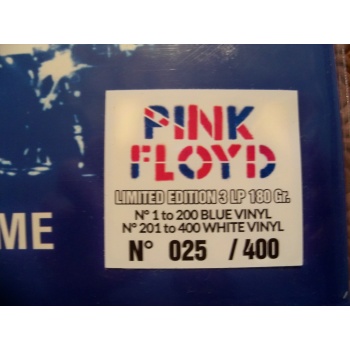 PINK
FLOYD
LIMITED EDITION 3 LP 180 Gr.
N° 1 to 200 BLUE VINYL
N° 201 to 400 WHITE VINYL
N° 025 / 400
ME